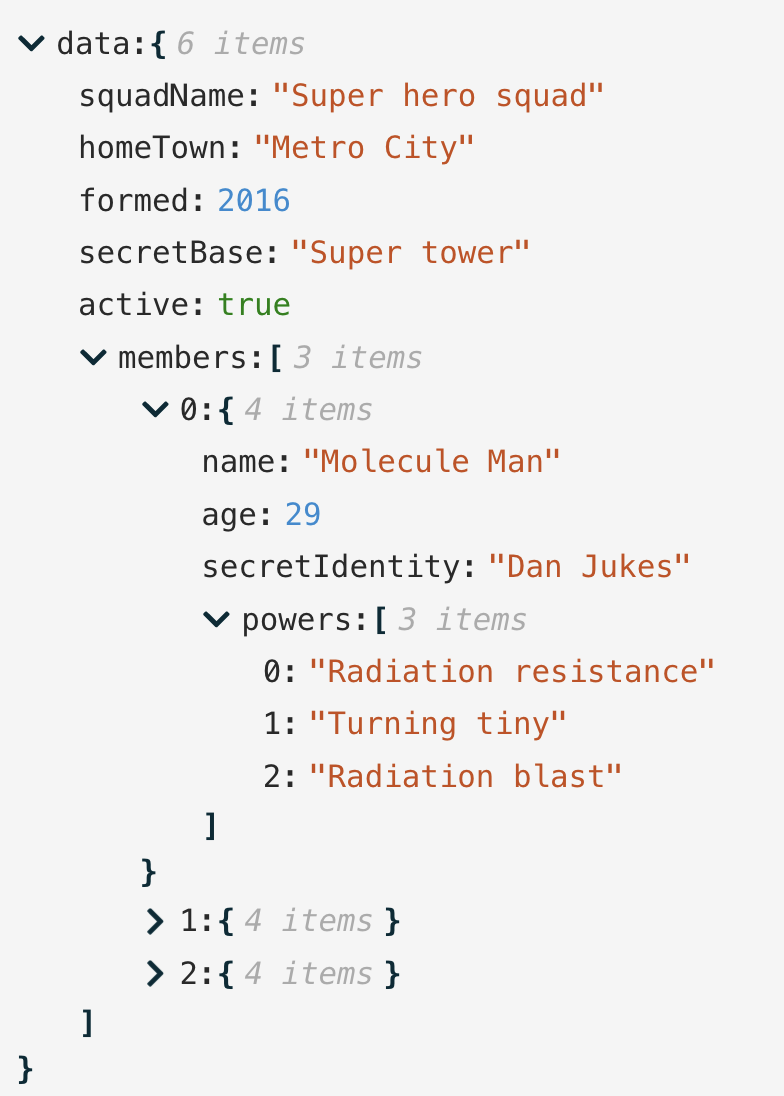 data:{ 6 items
squadName: "Super hero squad"
homeTown: "Metro City"
formed: 2016
secretBase: "Super tower"
active: true
members:[ 3 items
0:{ 4 items
name: "Molecule Man"
age: 29
secretIdentity: "Dan Jukes"
powers:[ 3 items
0: "Radiation resistance"
1: "Turning tiny"
2: "Radiation blast"
]
}
1:{ 4 items }
2:{ 4 items }
]
}